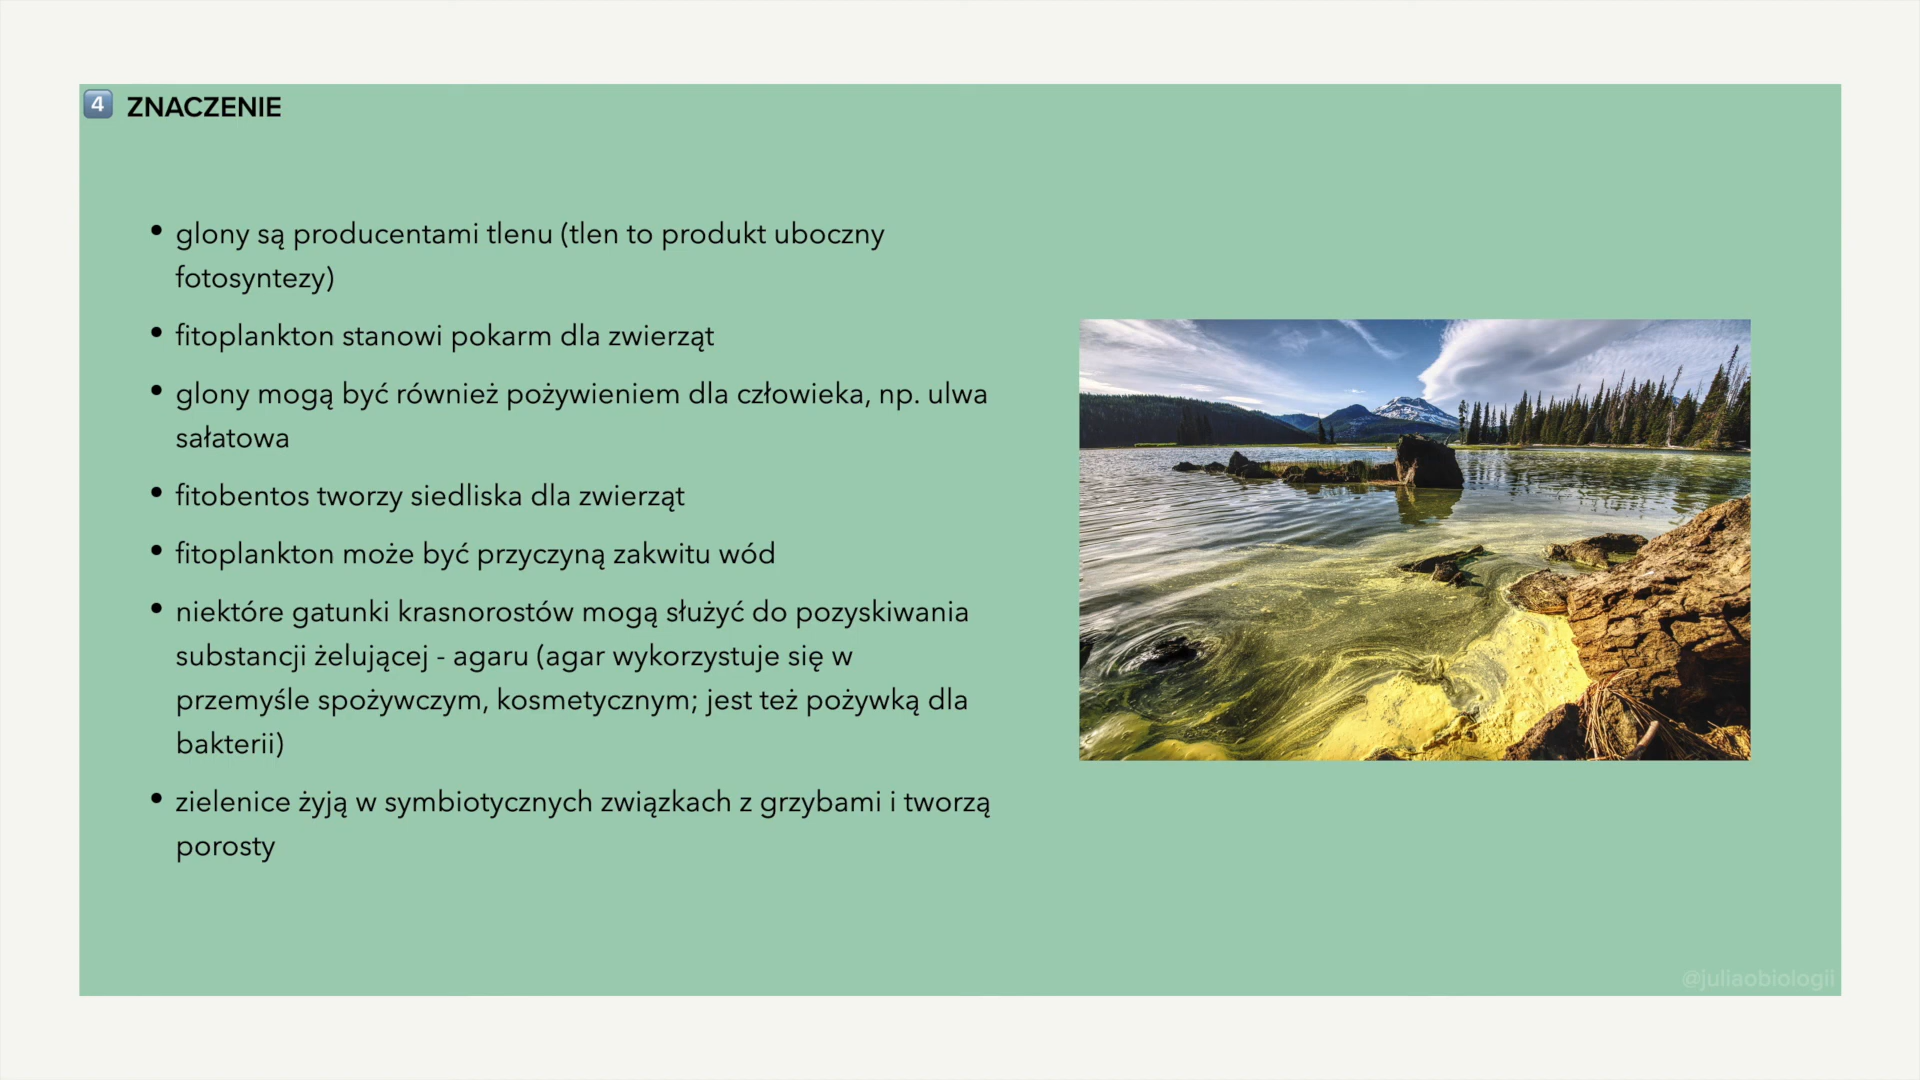 4 ZNACZENIE
• glony są producentami tlenu (tlen to produkt uboczny
fotosyntezy)
• fitoplankton stanowi pokarm dla zwierząt
• glony mogą być również pożywieniem dla człowieka, np. ulwa
sałatowa
• fitobentos tworzy siedliska dla zwierząt
• fitoplankton może być przyczyną zakwitu wód
• niektóre gatunki krasnorostów mogą służyć do pozyskiwania
substancji żelującej - agaru (agar wykorzystuje się w
przemyśle spożywczym, kosmetycznym; jest też pożywką dla
bakterii)
• zielenice żyją w symbiotycznych związkach z grzybami i tworzą
porosty
@juliaobiologii